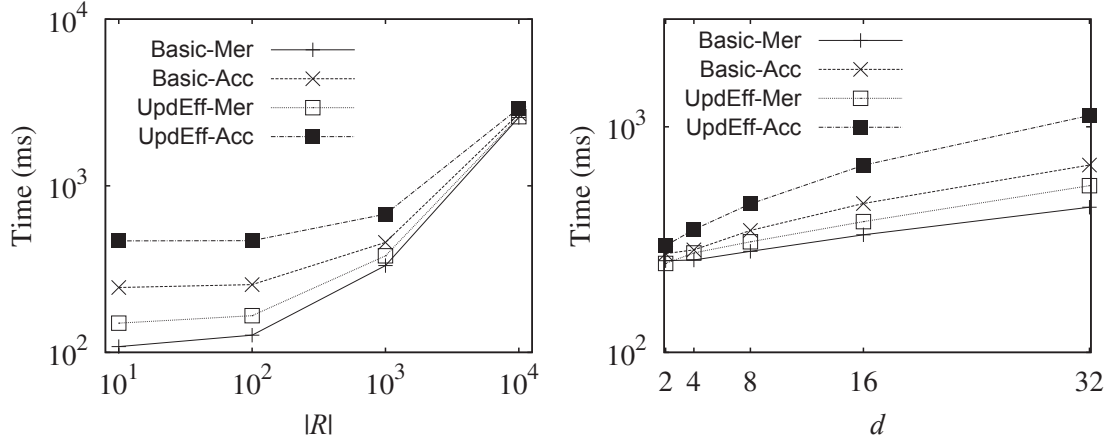 10^4
10^3
10^2
Time (ms)
Basic-Mer
Basic-Acc
UpdEff-Mer
UpdEff-Acc
10^1 10^2 10^3 10^4
|R|
10^3
10^2
Time (ms)
Basic-Mer
Basic-Acc
UpdEff-Mer
UpdEff-Acc
2 4 8 16 32
d